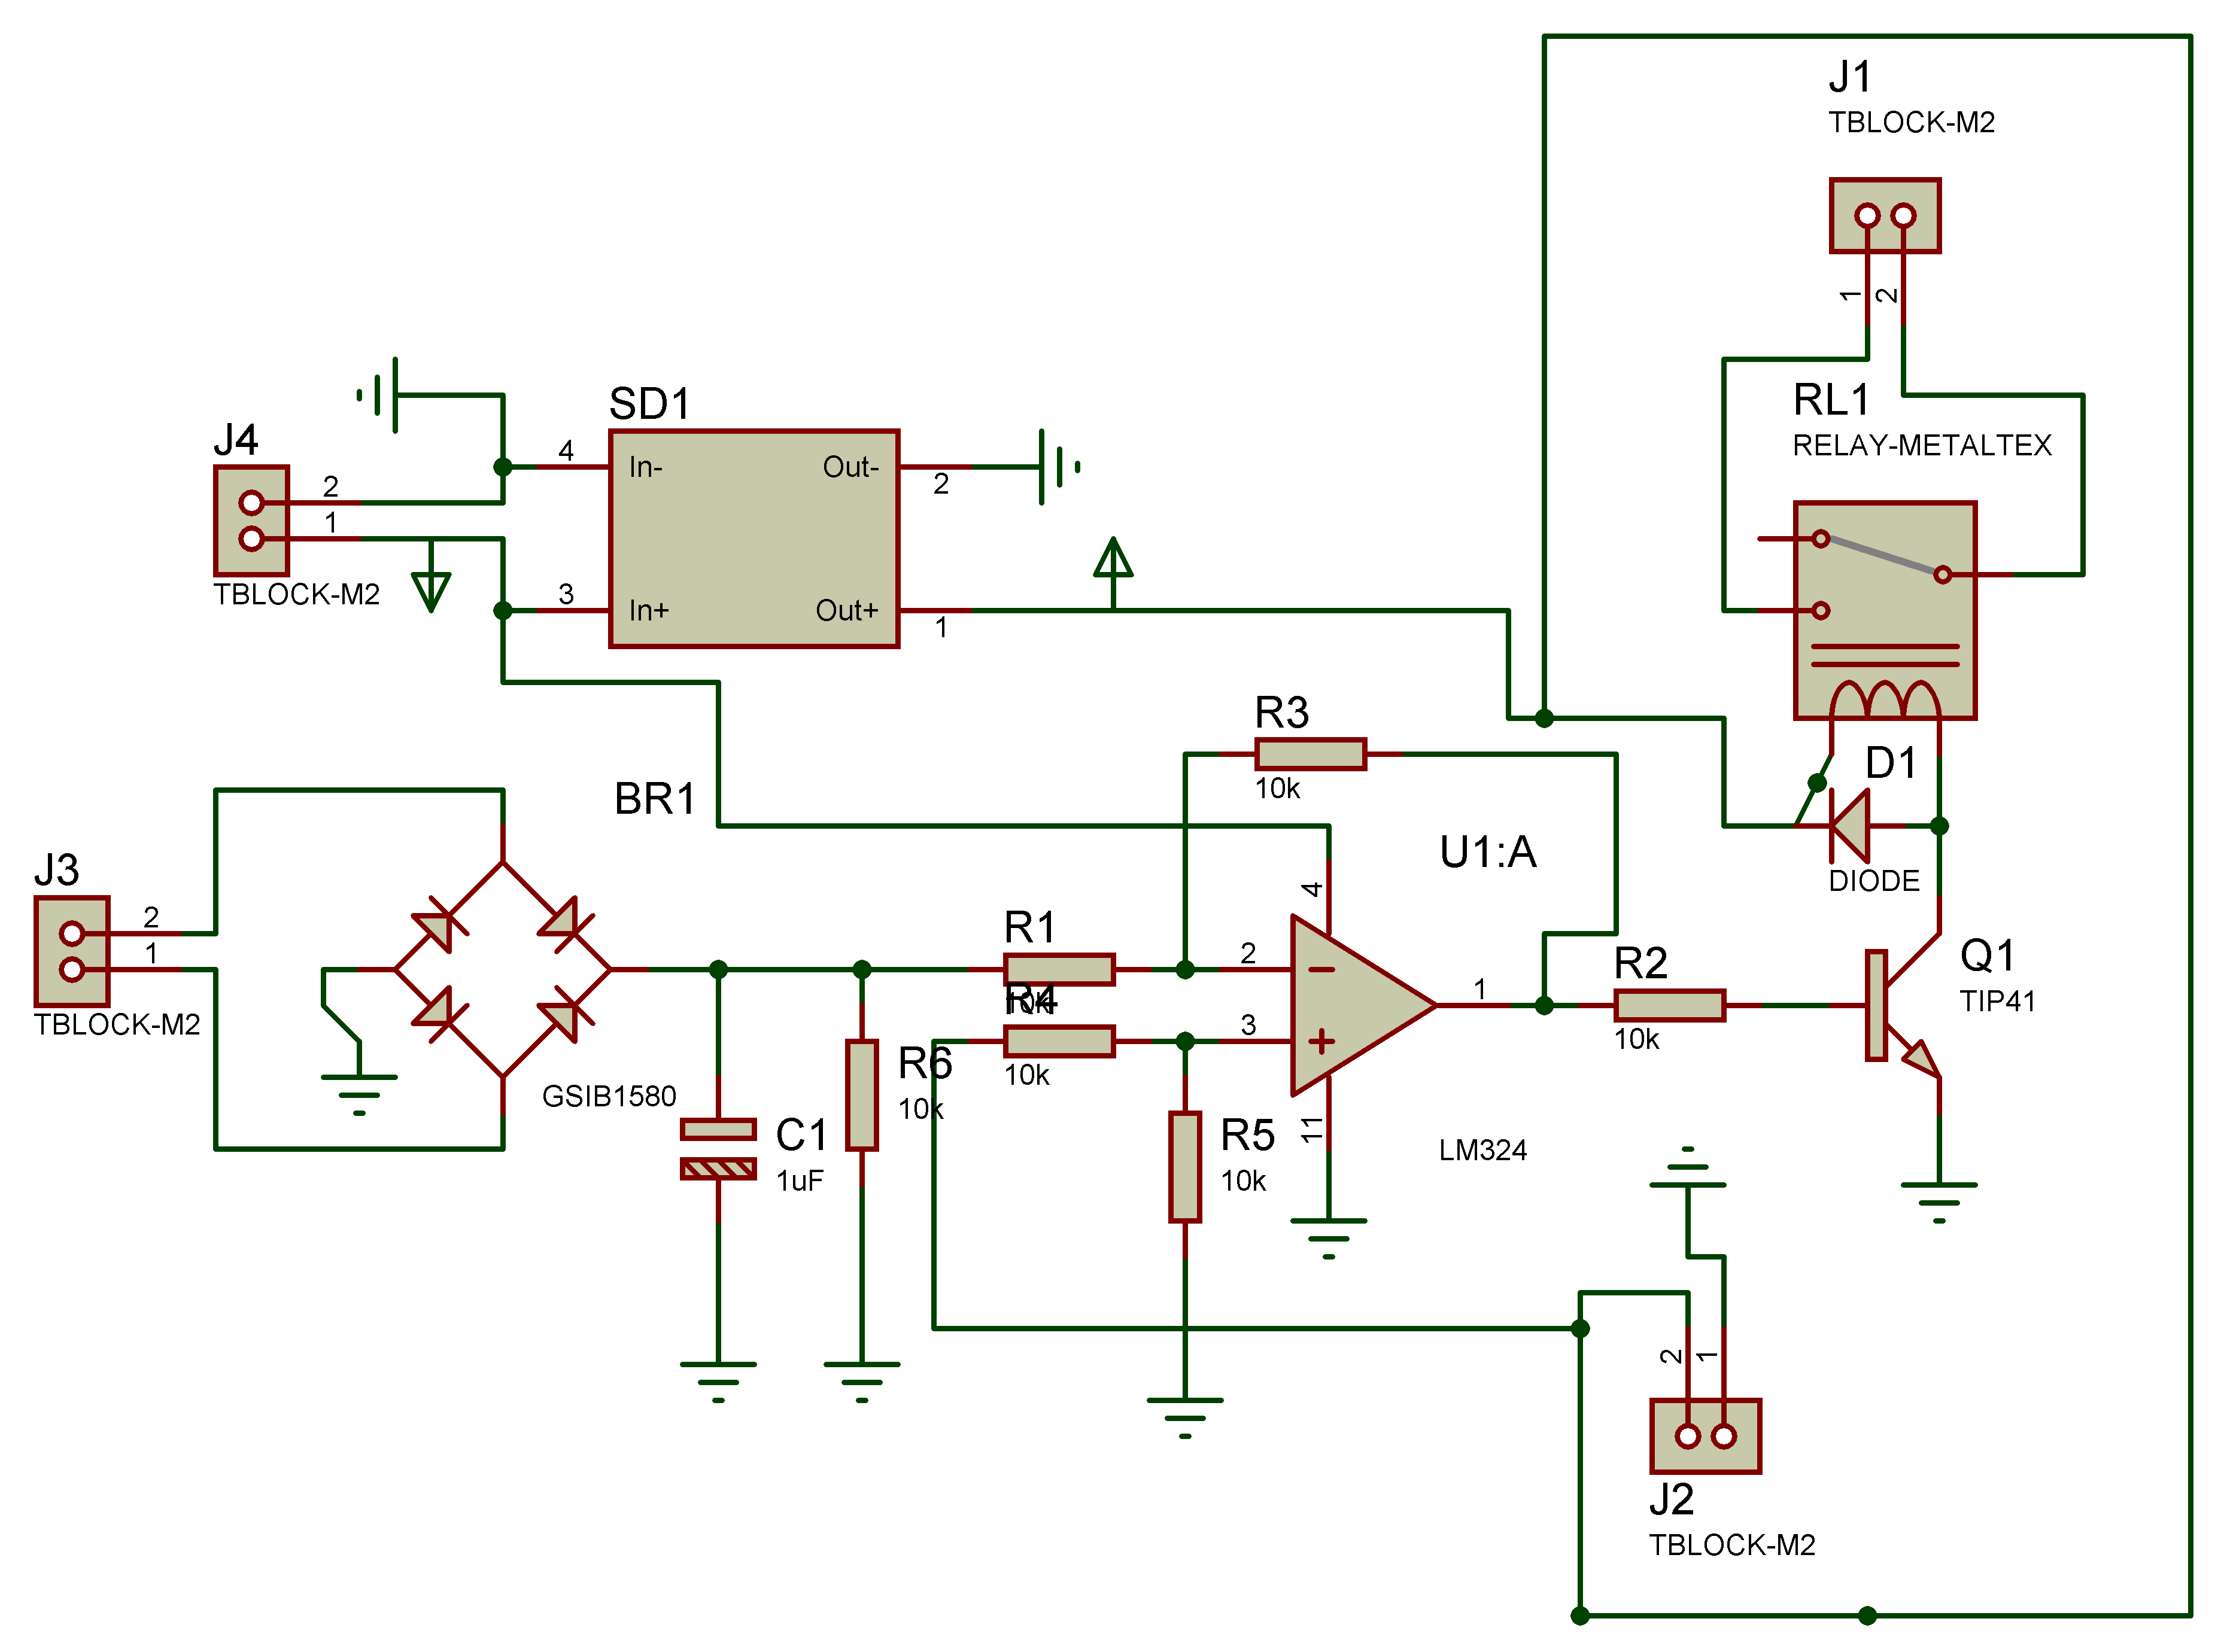 J1
TBLOCK-M2
1
2
RL1
RELAY-METALTEX
SD1
J4
2
1
TBLOCK-M2
4
In-
Out-
2
3
In+
Out+
1
R3
10k
BR1
D1
DIODE
J3
2
1
TBLOCK-M2
GSIB1580
C1
1uF
R6
10k
R1
10k
R4
10k
R5
10k
U1:A
4
2
3
1
11
LM324
R2
10k
Q1
TIP41
2
1
J2
TBLOCK-M2